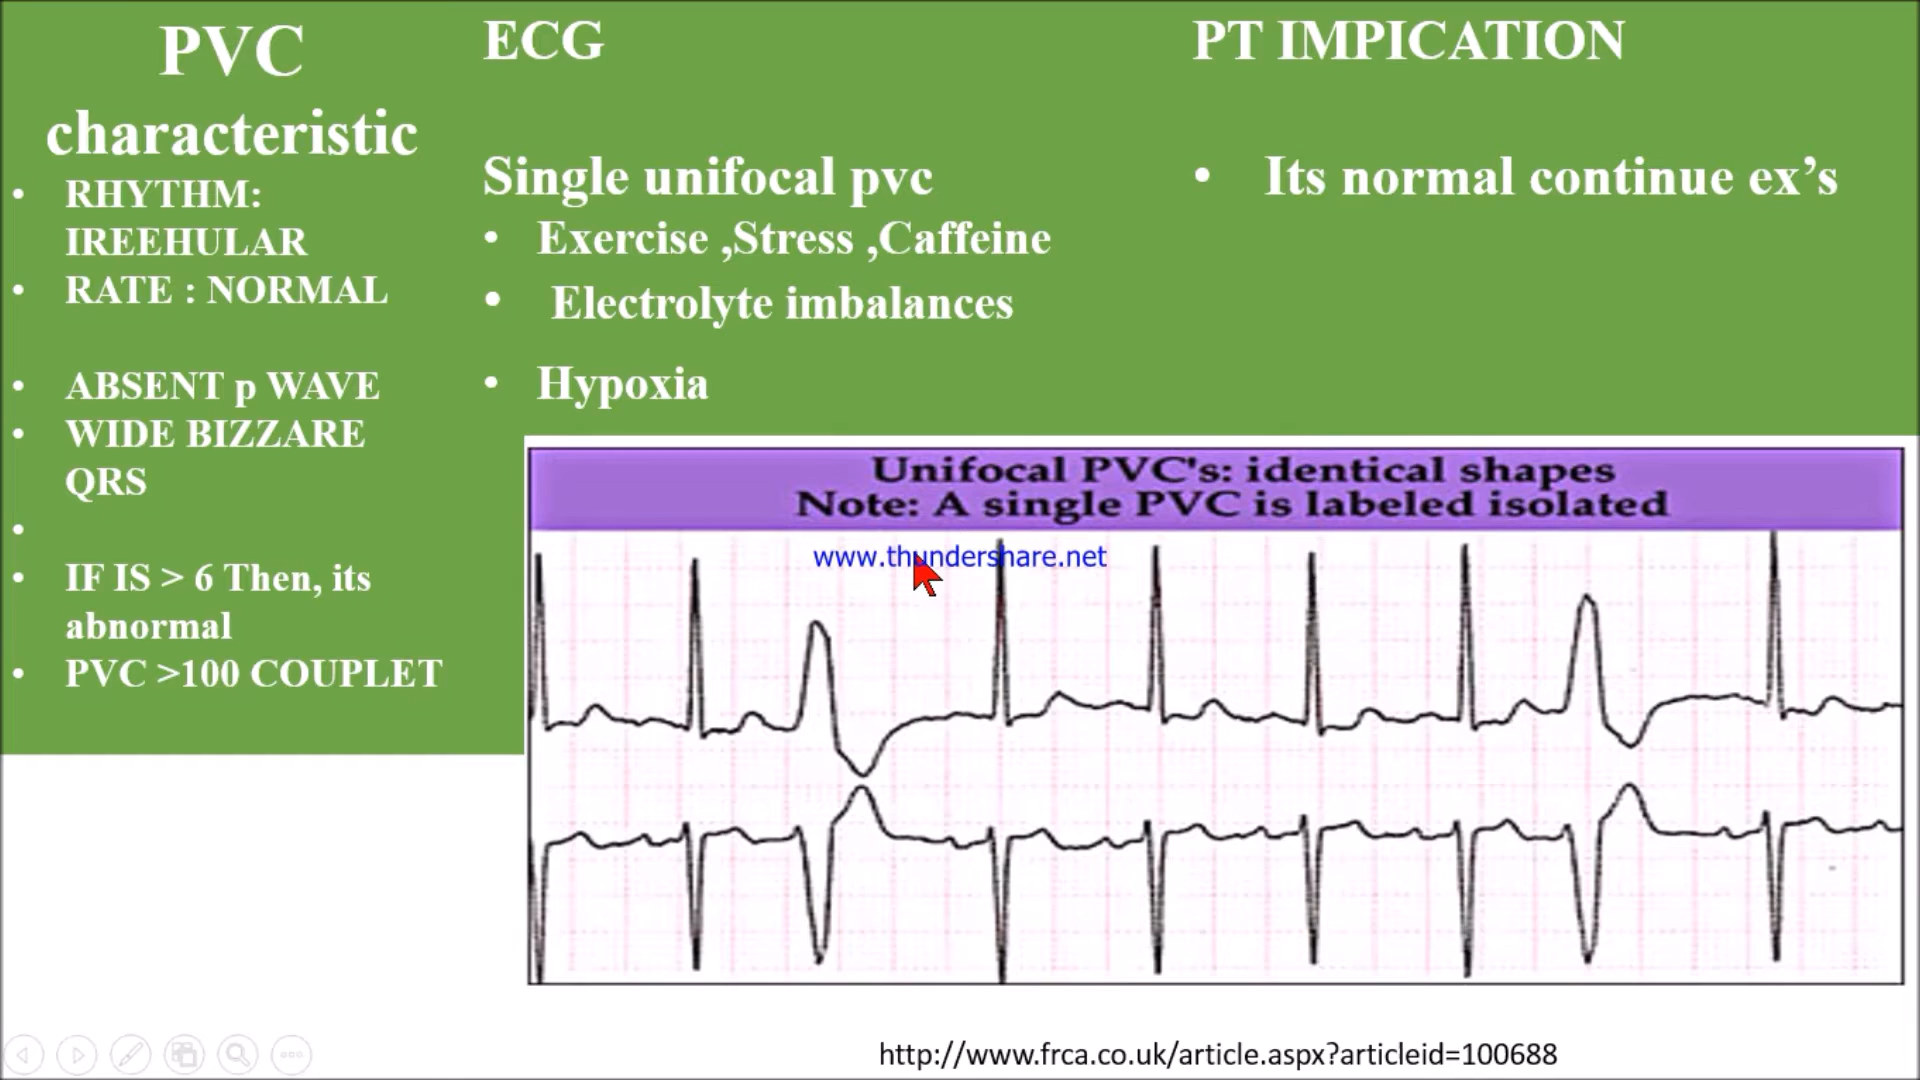 PVC
characteristic
RHYTHM:
IREEHULAR
RATE : NORMAL
ABSENT p WAVE
WIDE BIZZARE
QRS
IF IS > 6 Then, its
abnormal
PVC >100 COUPLET
ECG
Single unifocal pvc
Exercise ,Stress ,Caffeine
Electrolyte imbalances
Hypoxia
PT IMPICATION
Its normal continue ex’s
Unifocal PVC's: identical shapes
Note: A single PVC is labeled isolated
www.thundershare.net
http://www.frca.co.uk/article.aspx?articleid=100688